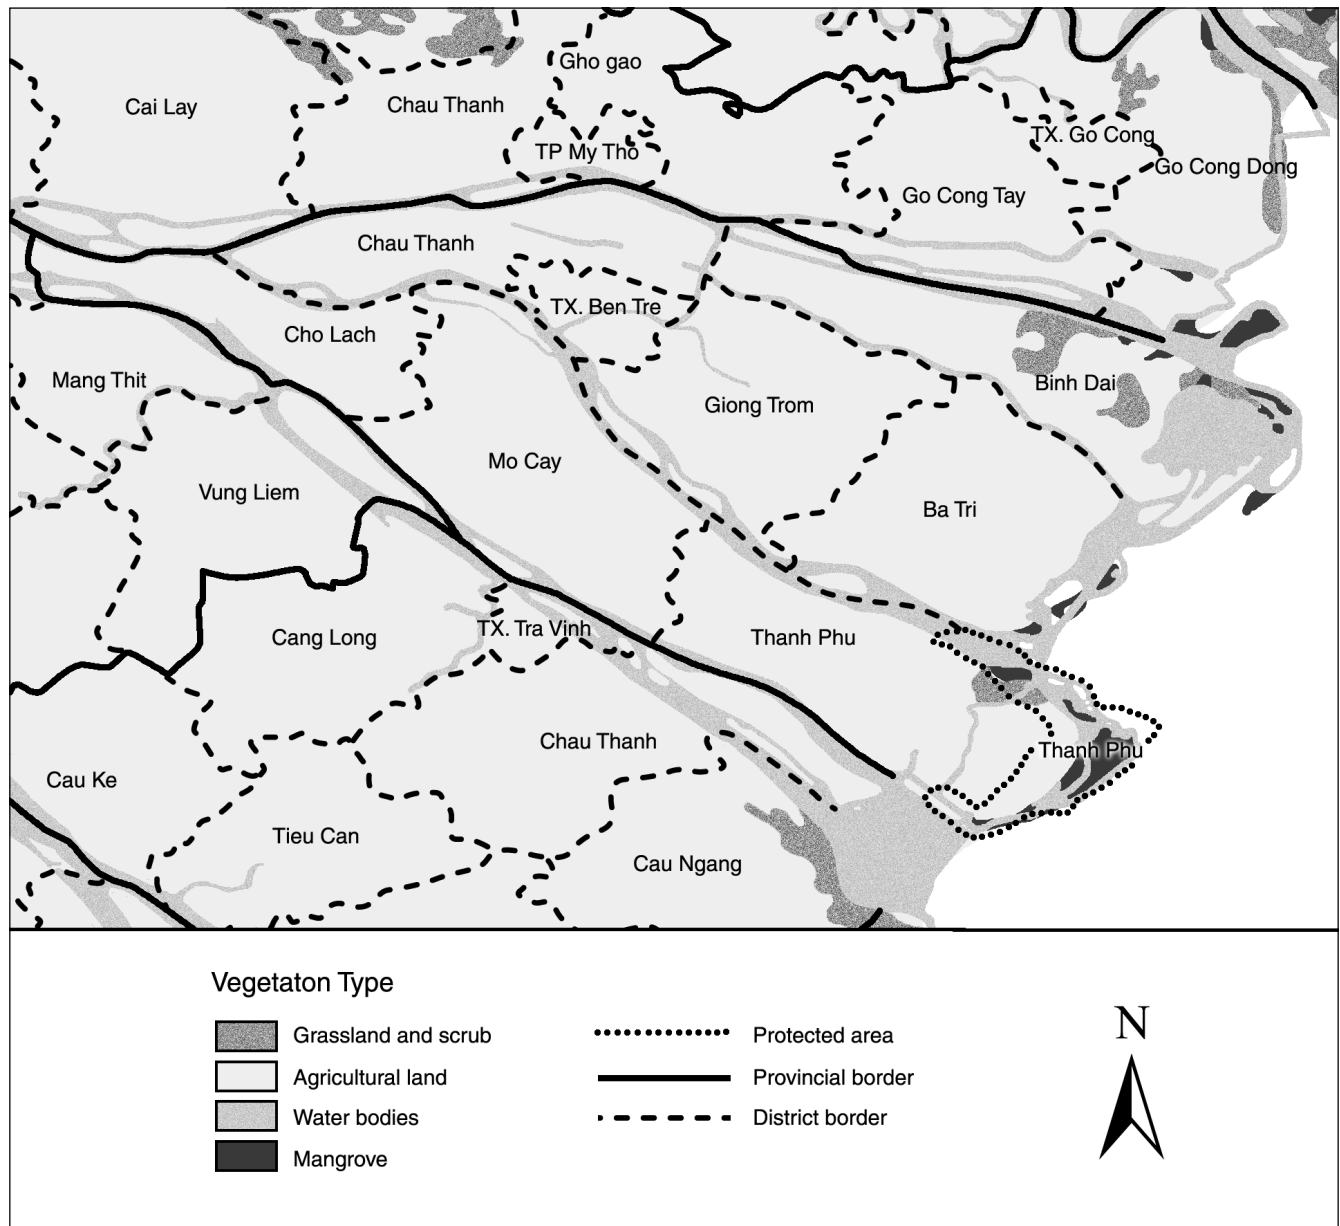 Gho gao
Cai Lay
Chau Thanh
TX. Go Cong
TP My Tho
Go Cong Dong
Go Cong Tay
Chau Thanh
TX. Ben Tre
Cho Lach
Mang Thit
Binh Dai
Giong Trom
Mo Cay
Vung Liem
Ba Tri
TX. Tra Vinh
Cang Long
Thanh Phu
Chau Thanh
Thanh Phu
Cau Ke
Tieu Can
Cau Ngang
Vegetaton Type
Grassland and scrub
Agricultural land
Water bodies
Mangrove
Protected area
Provincial border
District border
N